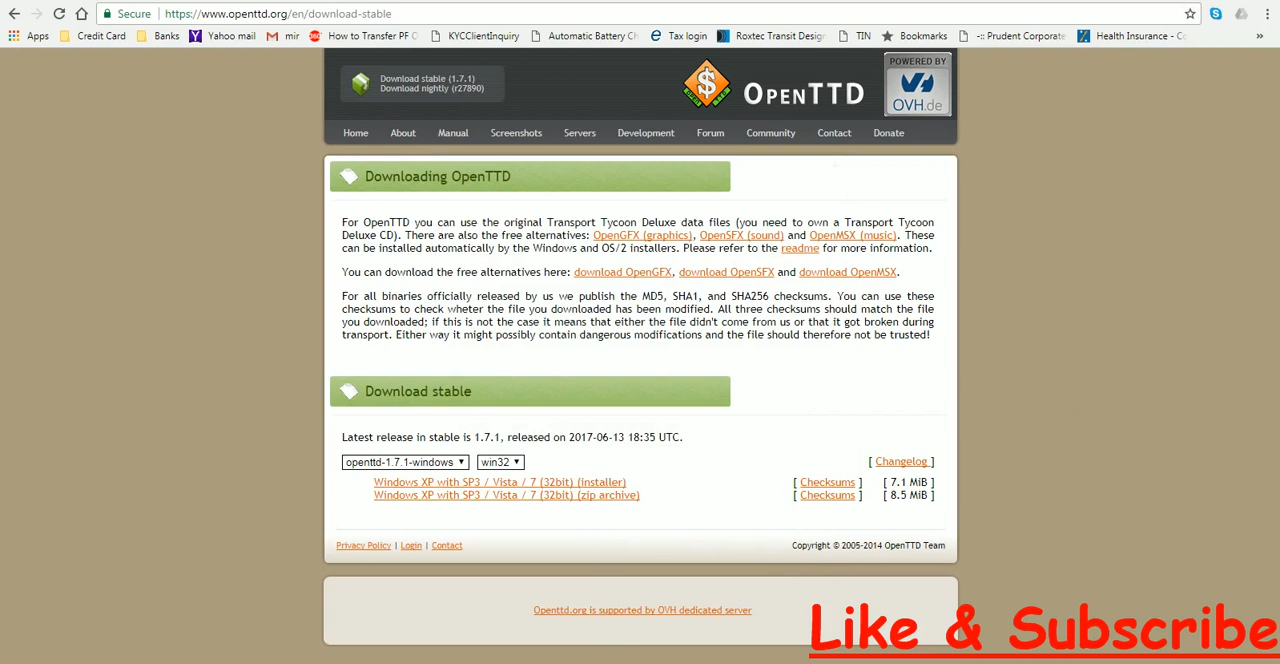 Secure https://www.openttd.org/en/download-stable
Apps Credit Card Banks Yahoo mail mir How to Transfer PF C KYCClientInquiry Automatic Battery Ch Tax login Roxtec Transit Design TIN Bookmarks -:: Prudent Corporate Health Insurance - Co »
Download stable (1.7.1)
Download nightly (r27890)
OPENTTD
POWERED BY
OVH.de
Home About Manual Screenshots Servers Development Forum Community Contact Donate
Downloading OpenTTD
For OpenTTD you can use the original Transport Tycoon Deluxe data files (you need to own a Transport Tycoon
Deluxe CD). There are also the free alternatives: OpenGFX (graphics), OpenSFX (sound) and OpenMSX (music). These
can be installed automatically by the Windows and OS/2 installers. Please refer to the readme for more information.
You can download the free alternatives here: download OpenGFX, download OpenSFX and download OpenMSX.
For all binaries officially released by us we publish the MD5, SHA1, and SHA256 checksums. You can use these
checksums to check wheter the file you downloaded has been modified. All three checksums should match the file
you downloaded; if this is not the case it means that either the file didn't come from us or that it got broken during
transport. Either way it might possibly contain dangerous modifications and the file should therefore not be trusted!
Download stable
Latest release in stable is 1.7.1, released on 2017-06-13 18:35 UTC.
openttd-1.7.1-windows win32 [ Changelog ]
Windows XP with SP3 / Vista / 7 (32bit) (installer) [ Checksums ] [ 7.1 MiB ]
Windows XP with SP3 / Vista / 7 (32bit) (zip archive) [ Checksums ] [ 8.5 MiB ]
Privacy Policy | Login | Contact Copyright © 2005-2014 OpenTTD Team
Openttd.org is supported by OVH dedicated server
Like & Subscribe